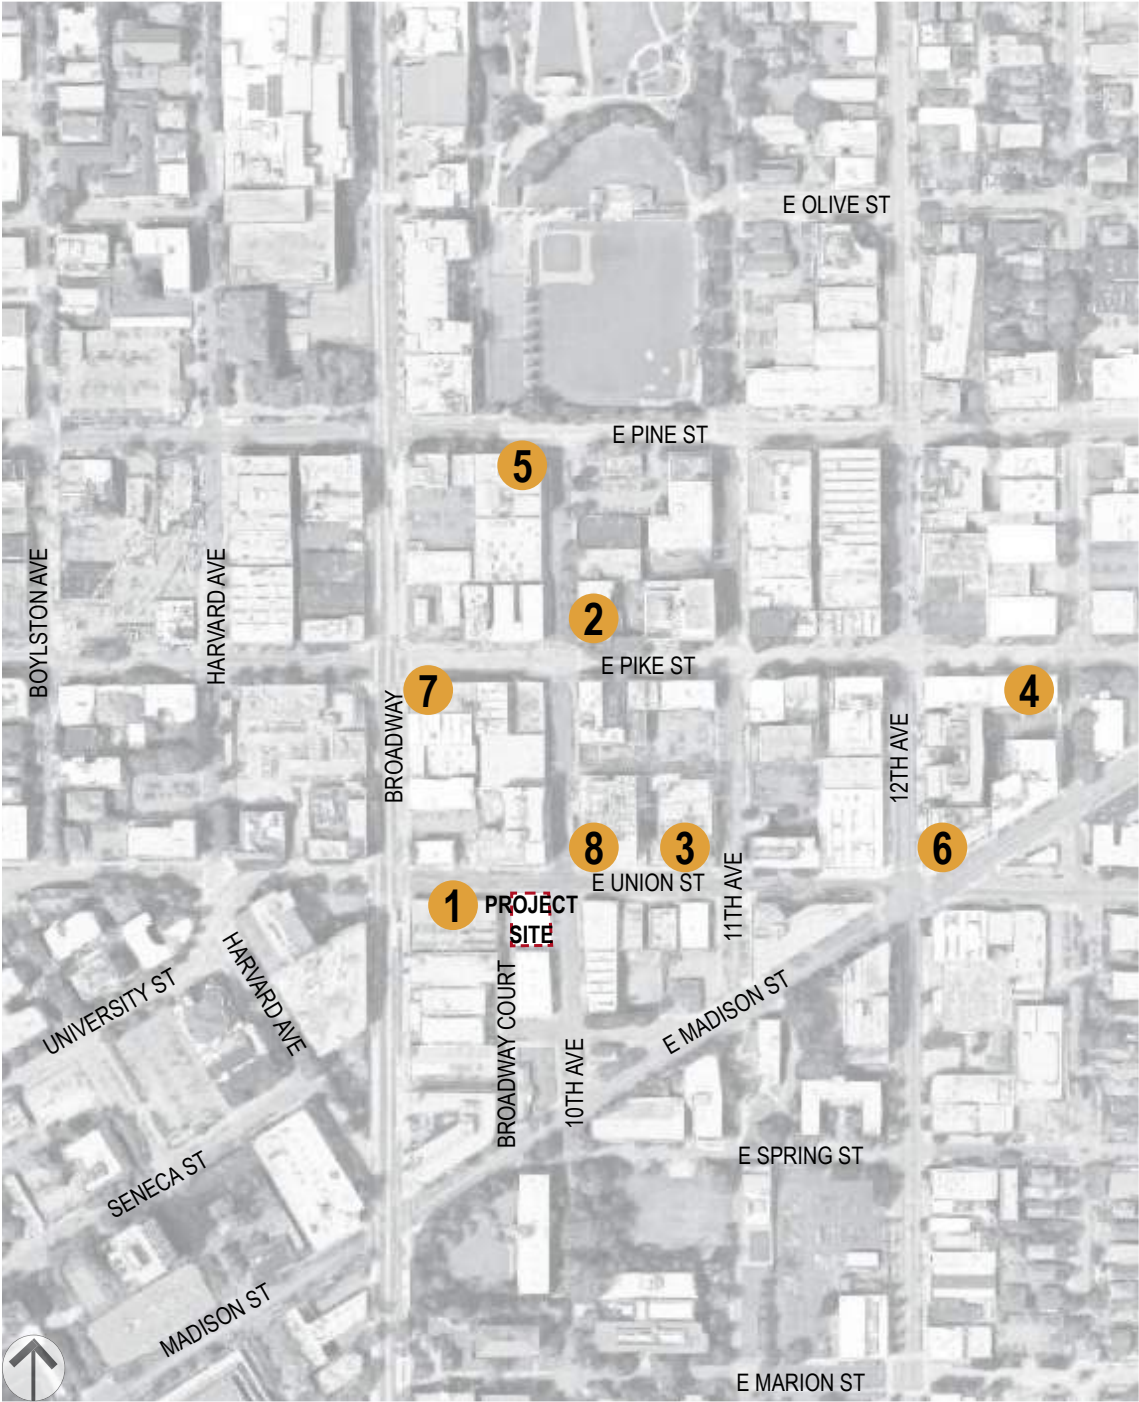 E OLIVE ST
E PINE ST
5
BOYLSTON AVE
HARVARD AVE
2
E PIKE ST
7
4
BROADWAY
12TH AVE
8
3
6
E UNION ST
11TH AVE
1
PROJECT
SITE
UNIVERSITY ST
HARVARD AVE
BROADWAY COURT
E MADISON ST
10TH AVE
SENECA ST
E SPRING ST
MADISON ST
E MARION ST